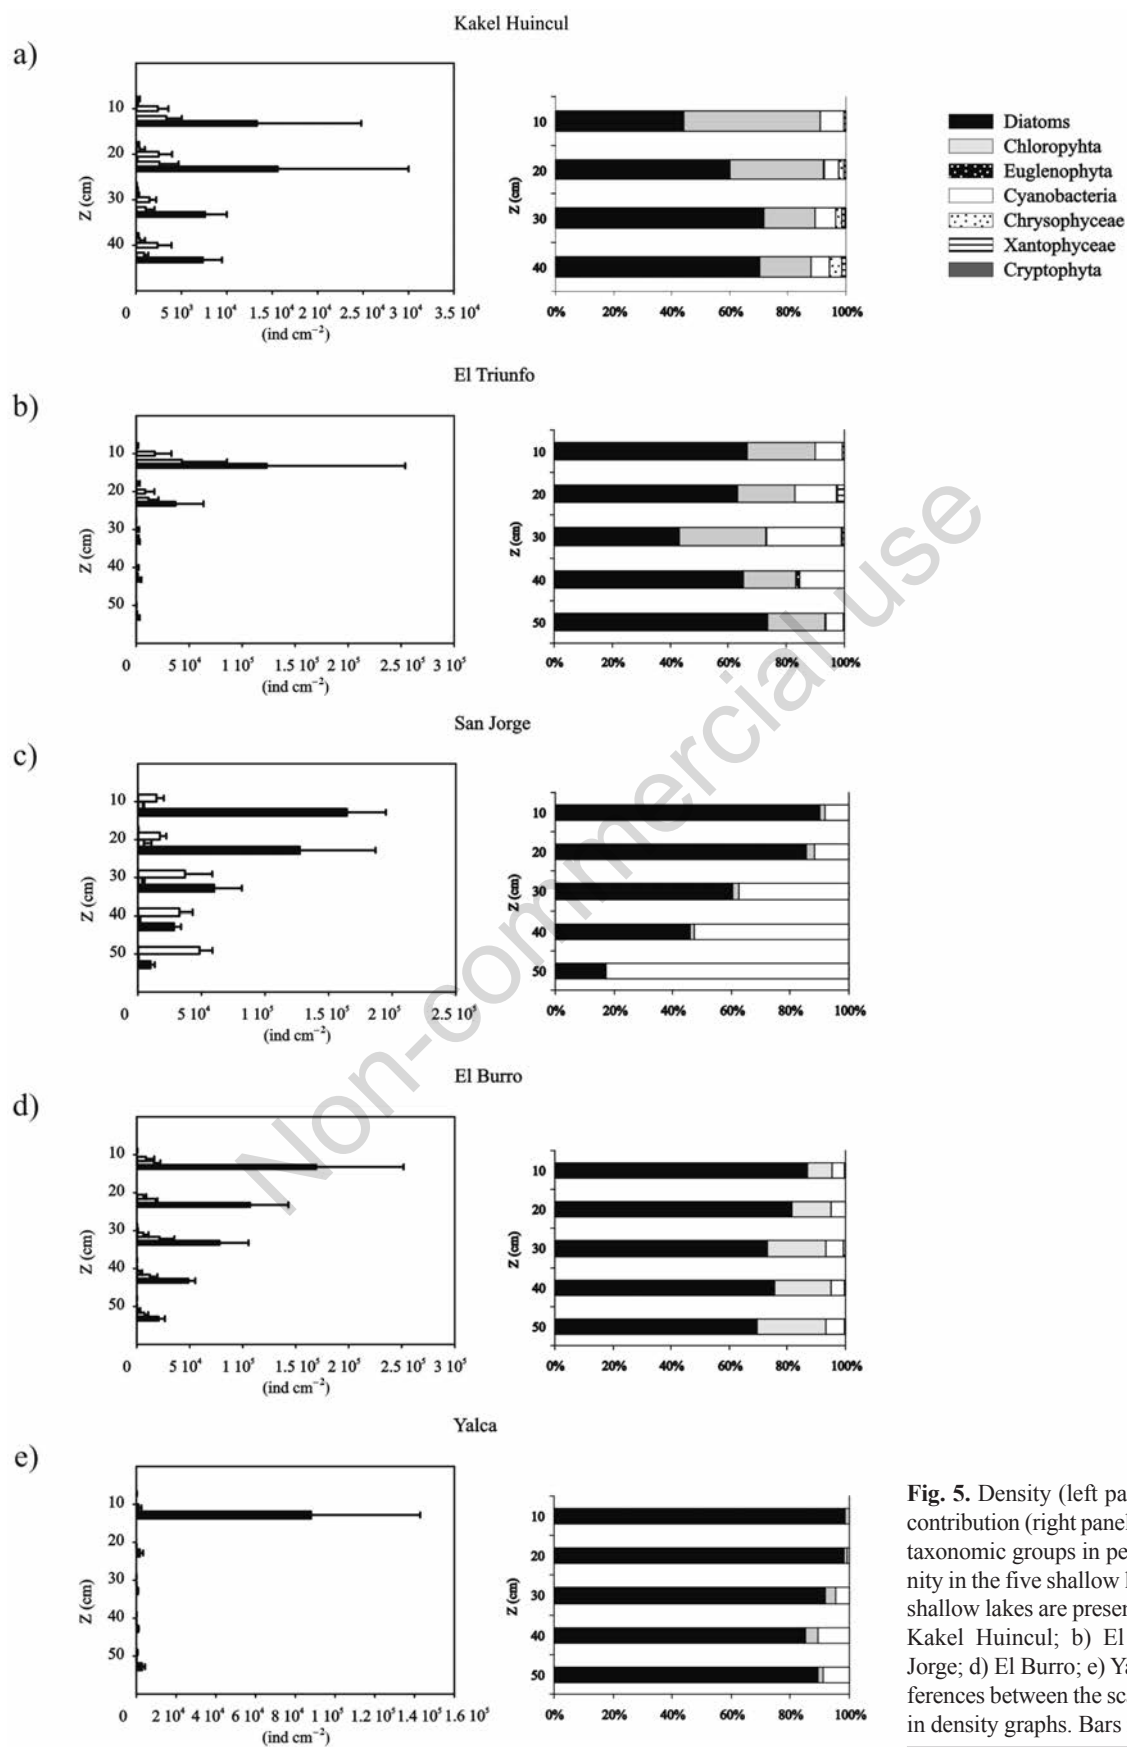 Kakel Huincul
a)
10
20
30
40
Z (cm)
0 5 10³ 1 10⁴ 1.5 10⁴ 2 10⁴ 2.5 10⁴ 3 10⁴ 3.5 10⁴
(ind cm⁻²)
10
20
30
40
Z (cm)
0% 20% 40% 60% 80% 100%
Diatoms
Chloropyhta
Euglenophyta
Cyanobacteria
Chrysophyceae
Xantophyceae
Cryptophyta
El Triunfo
b)
10
20
30
40
50
Z (cm)
0 5 10⁴ 1 10⁵ 1.5 10⁵ 2 10⁵ 2.5 10⁵ 3 10⁵
(ind cm⁻²)
10
20
30
40
50
Z (cm)
0% 20% 40% 60% 80% 100%
San Jorge
c)
10
20
30
40
50
Z (cm)
0 5 10⁴ 1 10⁵ 1.5 10⁵ 2 10⁵ 2.5 10⁵
(ind cm⁻²)
10
20
30
40
50
Z (cm)
0% 20% 40% 60% 80% 100%
El Burro
d)
10
20
30
40
50
Z (cm)
0 5 10⁴ 1 10⁵ 1.5 10⁵ 2 10⁵ 2.5 10⁵ 3 10⁵
(ind cm⁻²)
10
20
30
40
50
Z (cm)
0% 20% 40% 60% 80% 100%
Yalca
e)
10
20
30
40
50
Z (cm)
0 2 10⁴ 4 10⁴ 6 10⁴ 8 10⁴ 1 10⁵ 1.2 10⁵ 1.4 10⁵ 1.6 10⁵
(ind cm⁻²)
10
20
30
40
50
Z (cm)
0% 20% 40% 60% 80% 100%
Fig. 5. Density (left pa
contribution (right panel
taxonomic groups in pe
nity in the five shallow l
shallow lakes are presen
Kakel Huincul; b) El
Jorge; d) El Burro; e) Ya
ferences between the sca
in density graphs. Bars
Non-commercial use